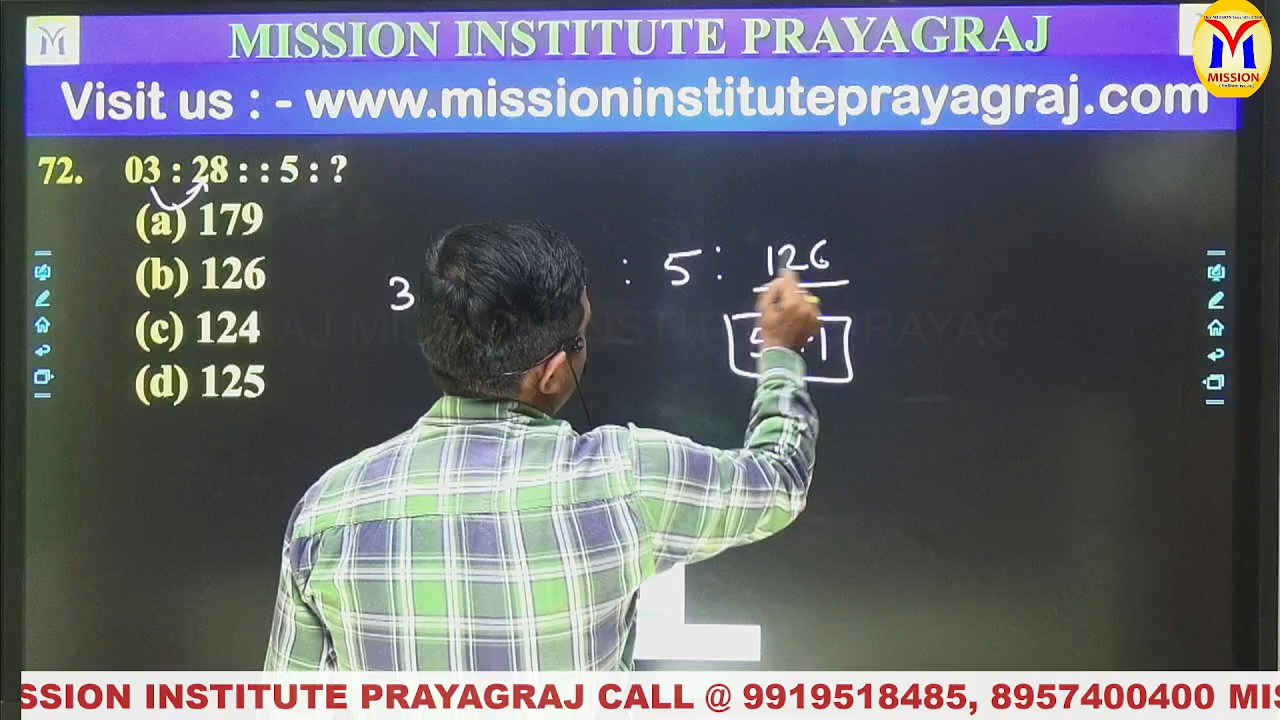 MISSION INSTITUTE PRAYAGRAJ
MISSION
Visit us : - www.missioninstituteprayagraj.com
72. 03 : 28 : : 5 : ?
(a) 179
(b) 126
(c) 124
(d) 125
3 : 5 : 126
SSION INSTITUTE PRAYAGRAJ CALL @ 9919518485, 8957400400 MIS